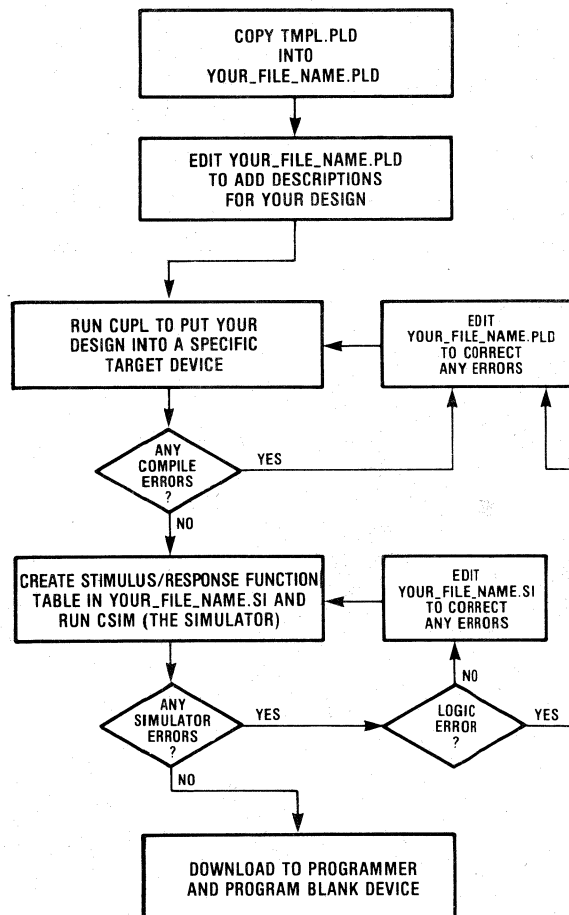 COPY TMPL.PLD
INTO
YOUR_FILE_NAME.PLD
EDIT YOUR_FILE_NAME.PLD
TO ADD DESCRIPTIONS
FOR YOUR DESIGN
RUN CUPL TO PUT YOUR
DESIGN INTO A SPECIFIC
TARGET DEVICE
EDIT
YOUR_FILE_NAME.PLD
TO CORRECT
ANY ERRORS
ANY
COMPILE
ERRORS
?
YES
NO
CREATE STIMULUS/RESPONSE FUNCTION
TABLE IN YOUR_FILE_NAME.SI AND
RUN CSIM (THE SIMULATOR)
EDIT
YOUR_FILE_NAME.SI
TO CORRECT
ANY ERRORS
ANY
SIMULATOR
ERRORS
?
YES
NO
LOGIC
ERROR
?
NO
YES
DOWNLOAD TO PROGRAMMER
AND PROGRAM BLANK DEVICE